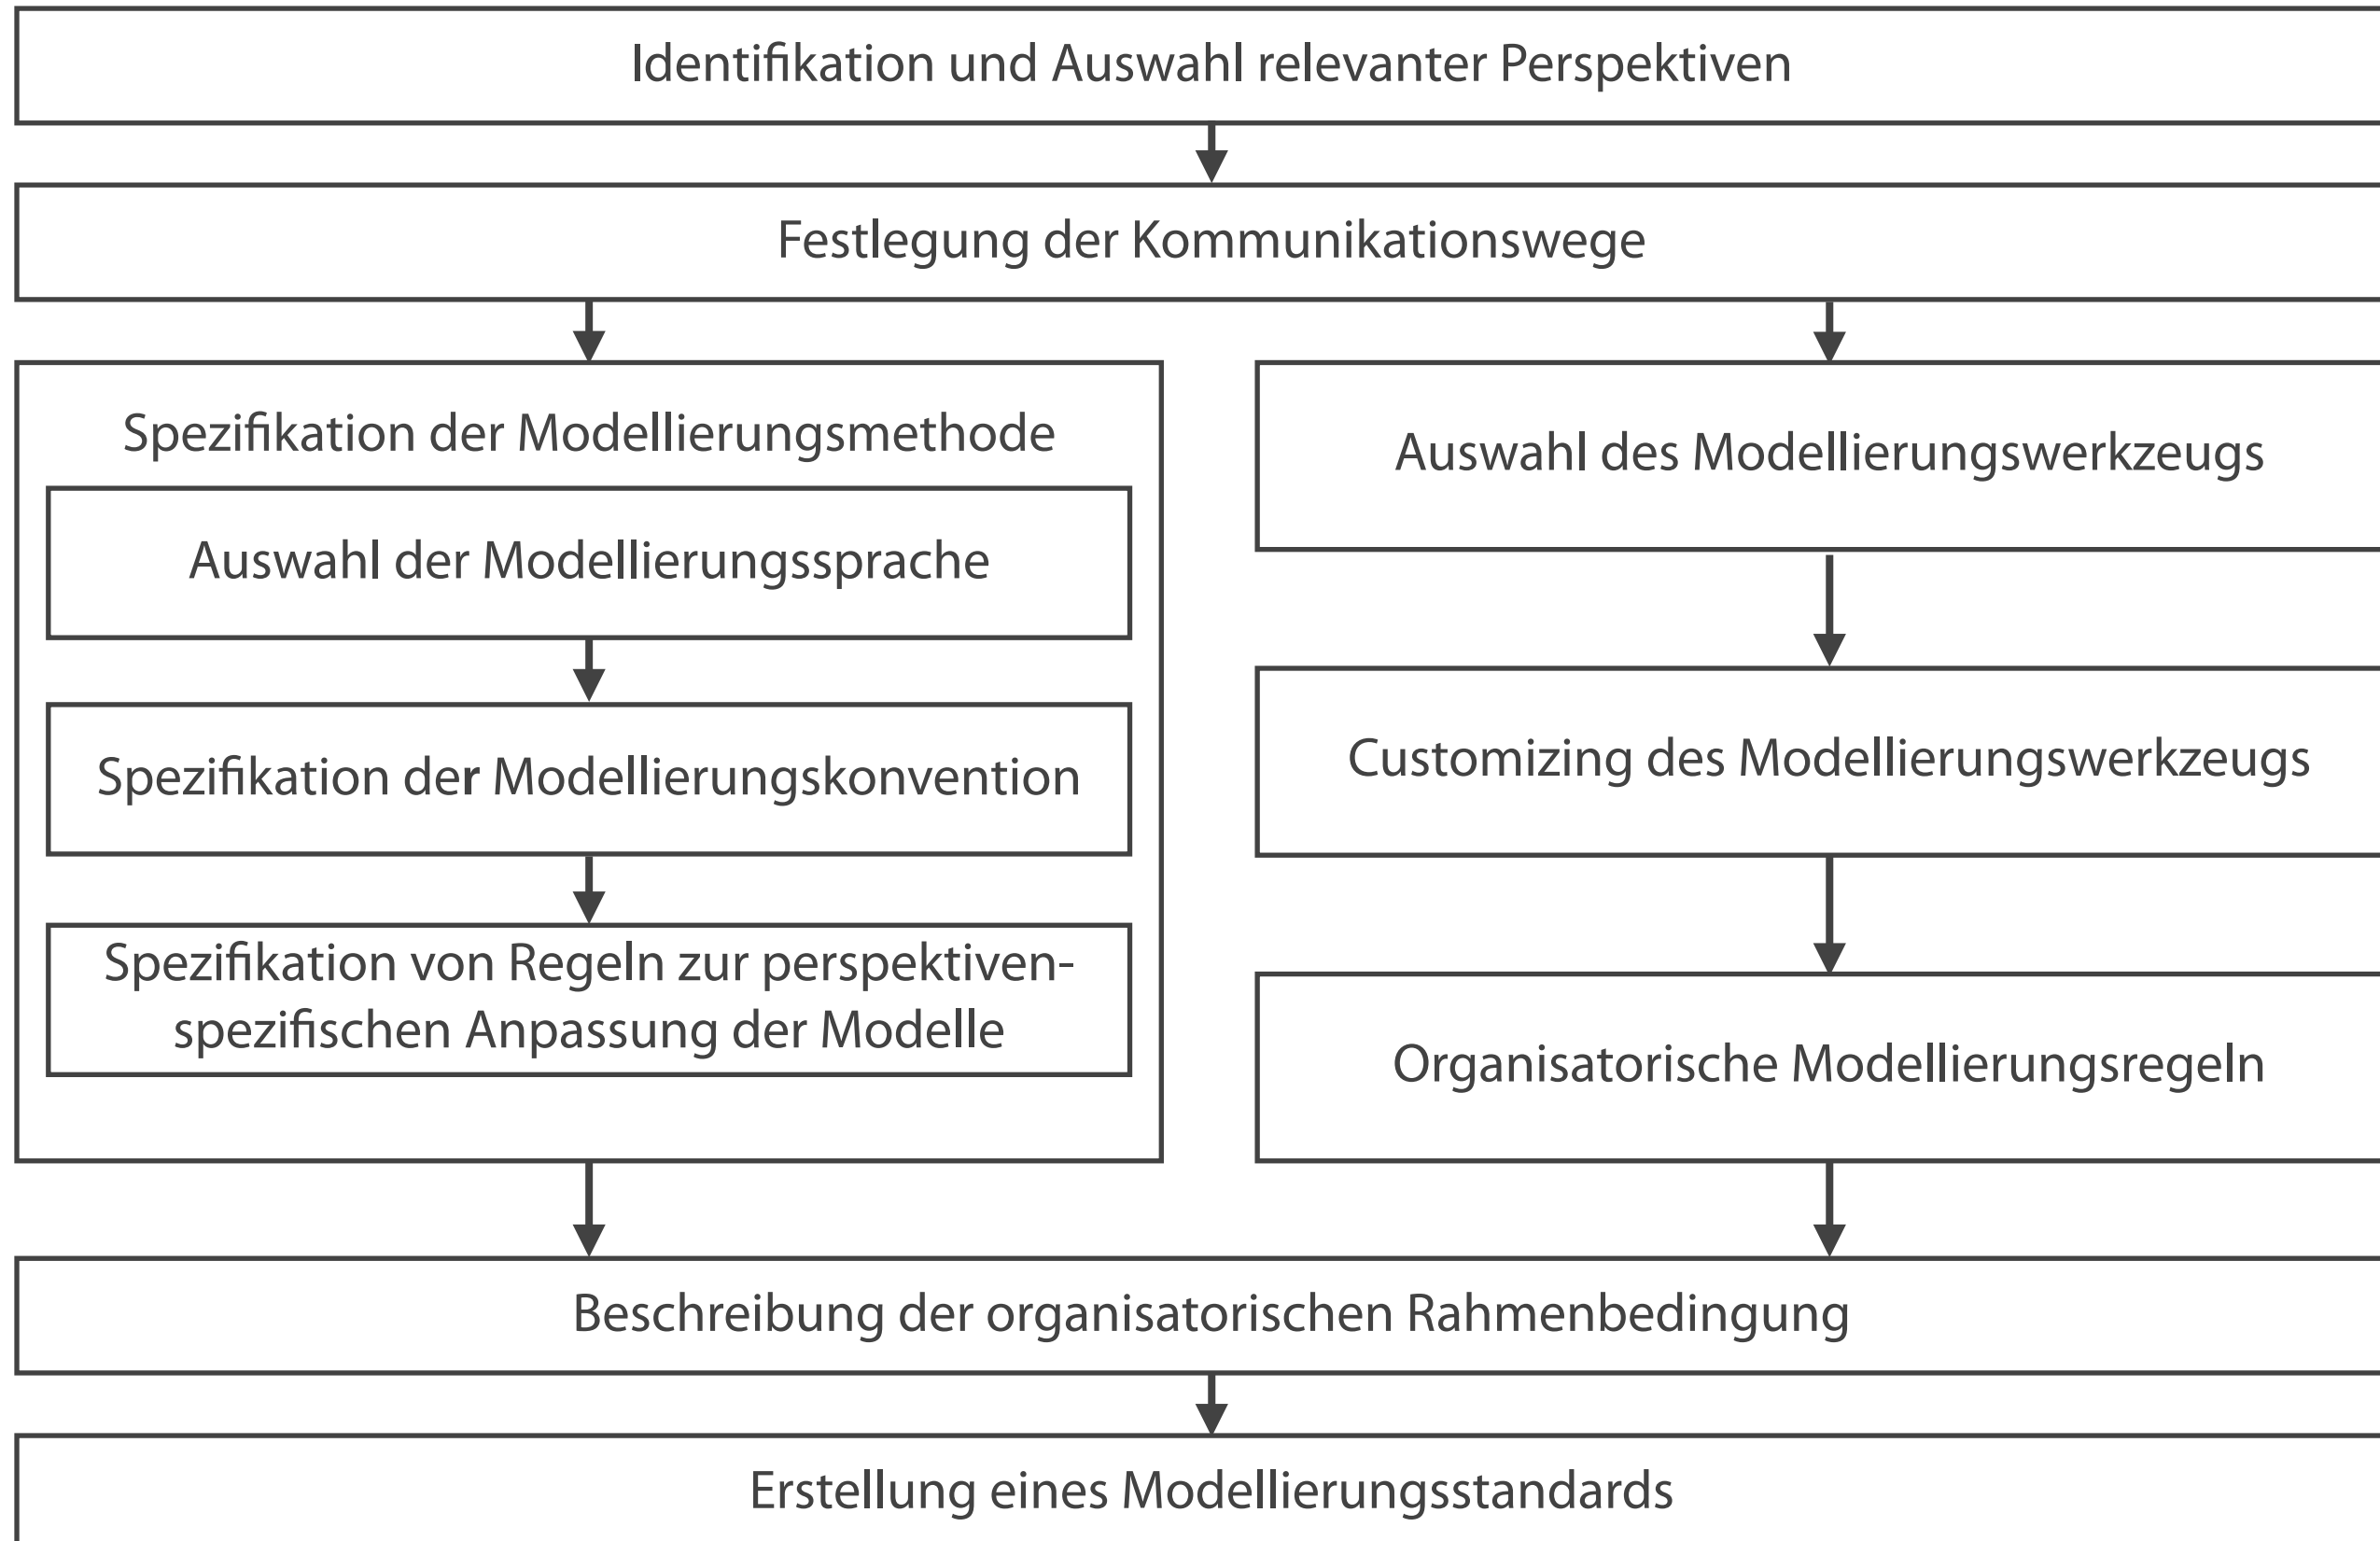 Identifikation und Auswahl relevanter Perspektiven
Festlegung der Kommunikationswege
Spezifikation der Modellierungsmethode
Auswahl der Modellierungssprache
Spezifikation der Modellierungskonvention
Spezifikation von Regeln zur perspektiven-
spezifischen Anpassung der Modelle
Auswahl des Modellierungswerkzeugs
Customizing des Modellierungswerkzeugs
Organisatorische Modellierungsregeln
Beschreibung der organisatorischen Rahmenbedingung
Erstellung eines Modellierungsstandards